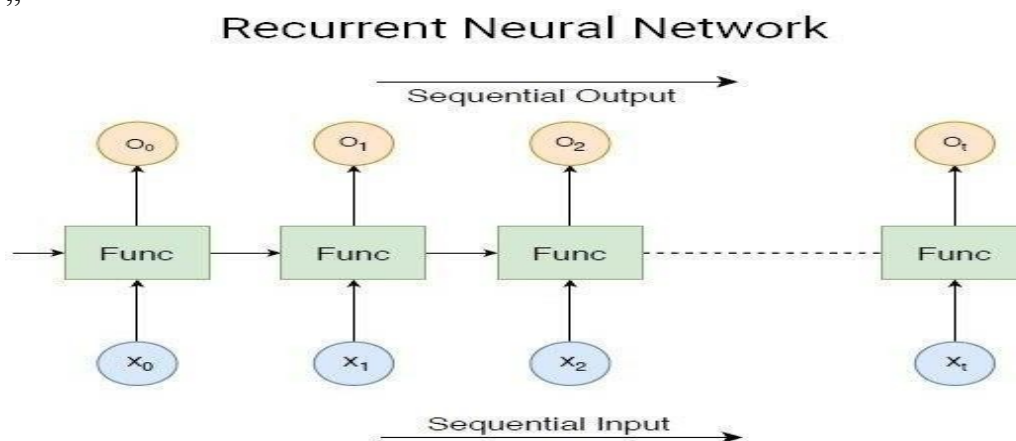 ”
Recurrent Neural Network
Sequential Output
O₀ O₁ O₂ Oₜ
Func Func Func Func
X₀ X₁ X₂ Xₜ
Sequential Input